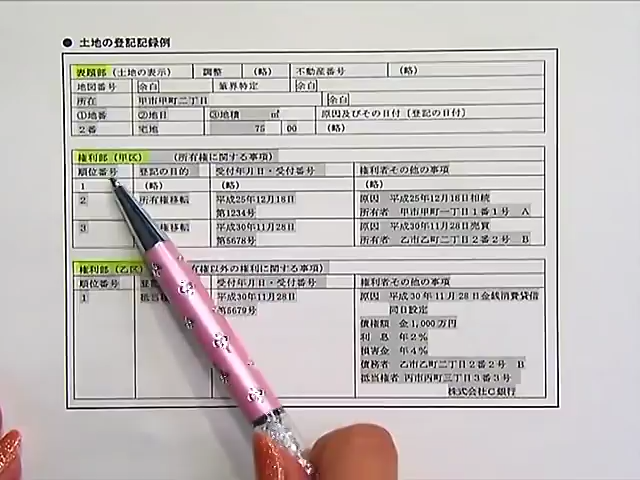 ● 土地の登記記録例
表題部 (土地の表示) 調整 (略) 不動産番号 (略)
地図番号 余白 筆界特定 余白
所在 甲市甲町二丁目 余白
①地番 ②地目 ③地積 ㎡ 原因及びその日付〔登記の日付〕
2番 宅地 75 00 (略)
権利部(甲区) (所有権に関する事項)
順位番号 登記の目的 受付年月日・受付番号 権利者その他の事項
1 (略) (略) (略)
2 所有権移転 平成25年12月16日 原因 平成25年12月16日相続
第1234号 所有者 甲市甲町一丁目1番1号 A
3 権移転 平成30年11月28日 原因 平成30年11月28日売買
第5678号 所有者 乙市乙町二丁目2番2号 B
権利部(乙区) 有権以外の権利に関する事項)
順位番号 登 受付年月日・受付番号 権利者その他の事項
1 抵当 平成30年11月28日 原因 平成30年11月28日金銭消費貸借
第5679号 同日設定
債権額 金1,000万円
利 息 年2%
損害金 年4%
債務者 乙市乙町二丁目2番2号 B
抵当権者 丙市丙町三丁目3番3号
株式会社C銀行